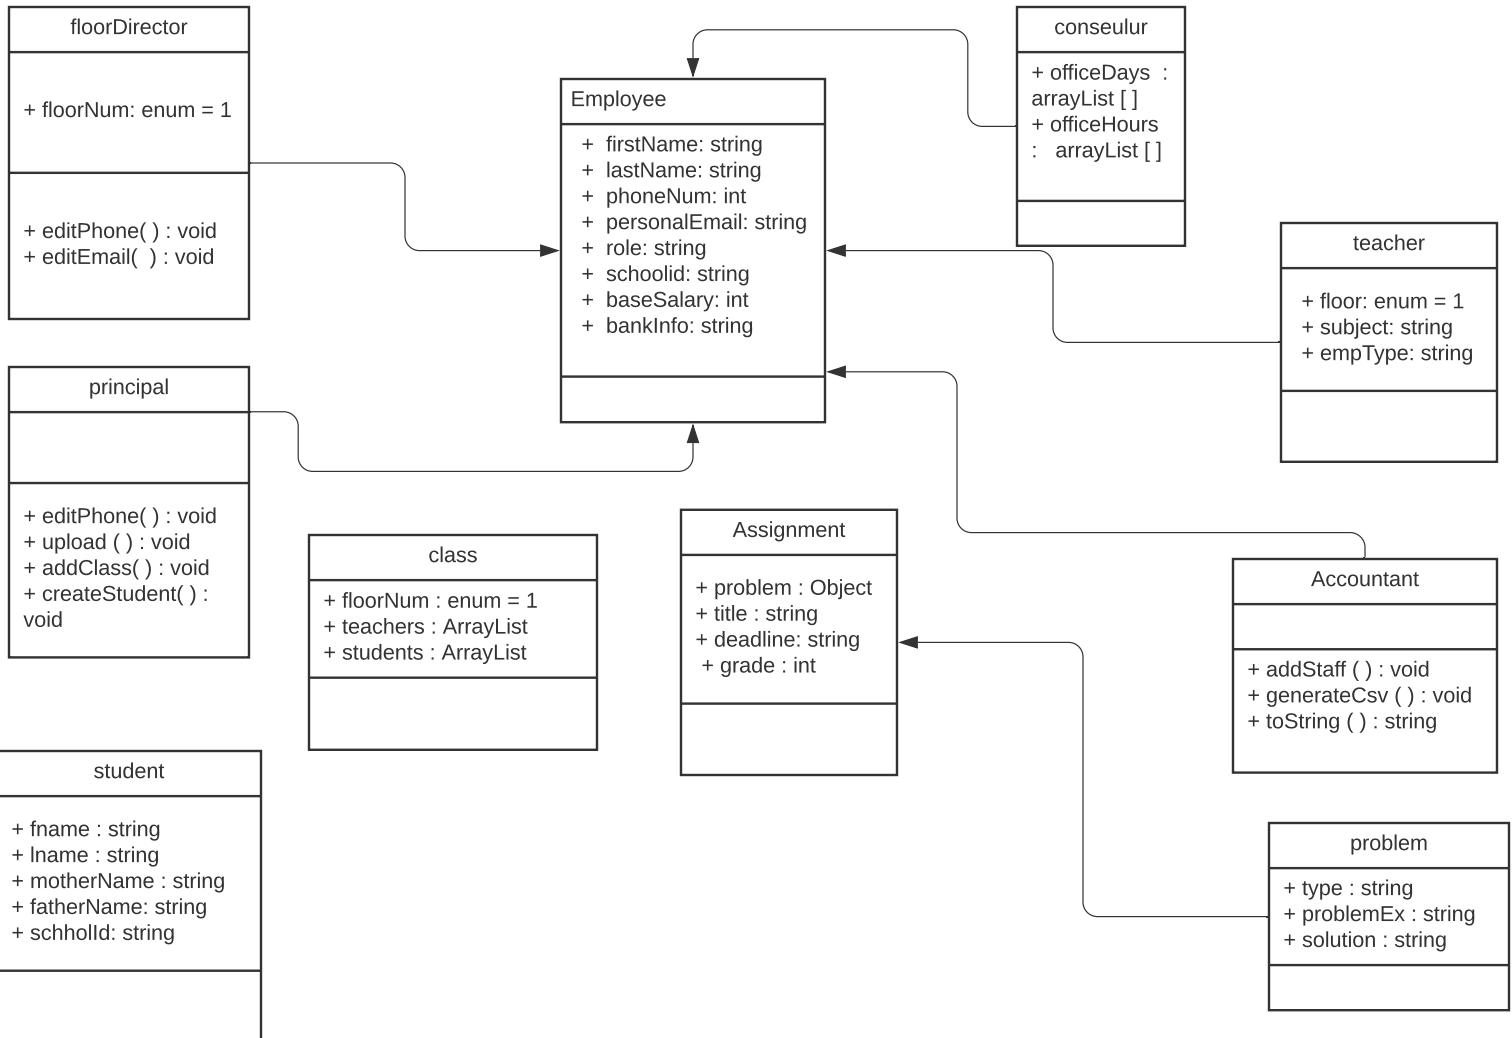 floorDirector
+ floorNum: enum = 1
+ editPhone( ) : void
+ editEmail(  ) : void
Employee
+  firstName: string
+  lastName: string
+  phoneNum: int
+  personalEmail: string
+  role: string
+  schoolid: string
+  baseSalary: int
+  bankInfo: string
conseulur
+ officeDays  :
arrayList [ ]
+ officeHours
:   arrayList [ ]
teacher
+ floor: enum = 1
+ subject: string
+ empType: string
principal
+ editPhone( ) : void
+ upload ( ) : void
+ addClass( ) : void
+ createStudent( ) :
void
class
+ floorNum : enum = 1
+ teachers : ArrayList
+ students : ArrayList
Assignment
+ problem : Object
+ title : string
+ deadline: string
+ grade : int
Accountant
+ addStaff ( ) : void
+ generateCsv ( ) : void
+ toString ( ) : string
student
+ fname : string
+ lname : string
+ motherName : string
+ fatherName: string
+ schholId: string
problem
+ type : string
+ problemEx : string
+ solution : string